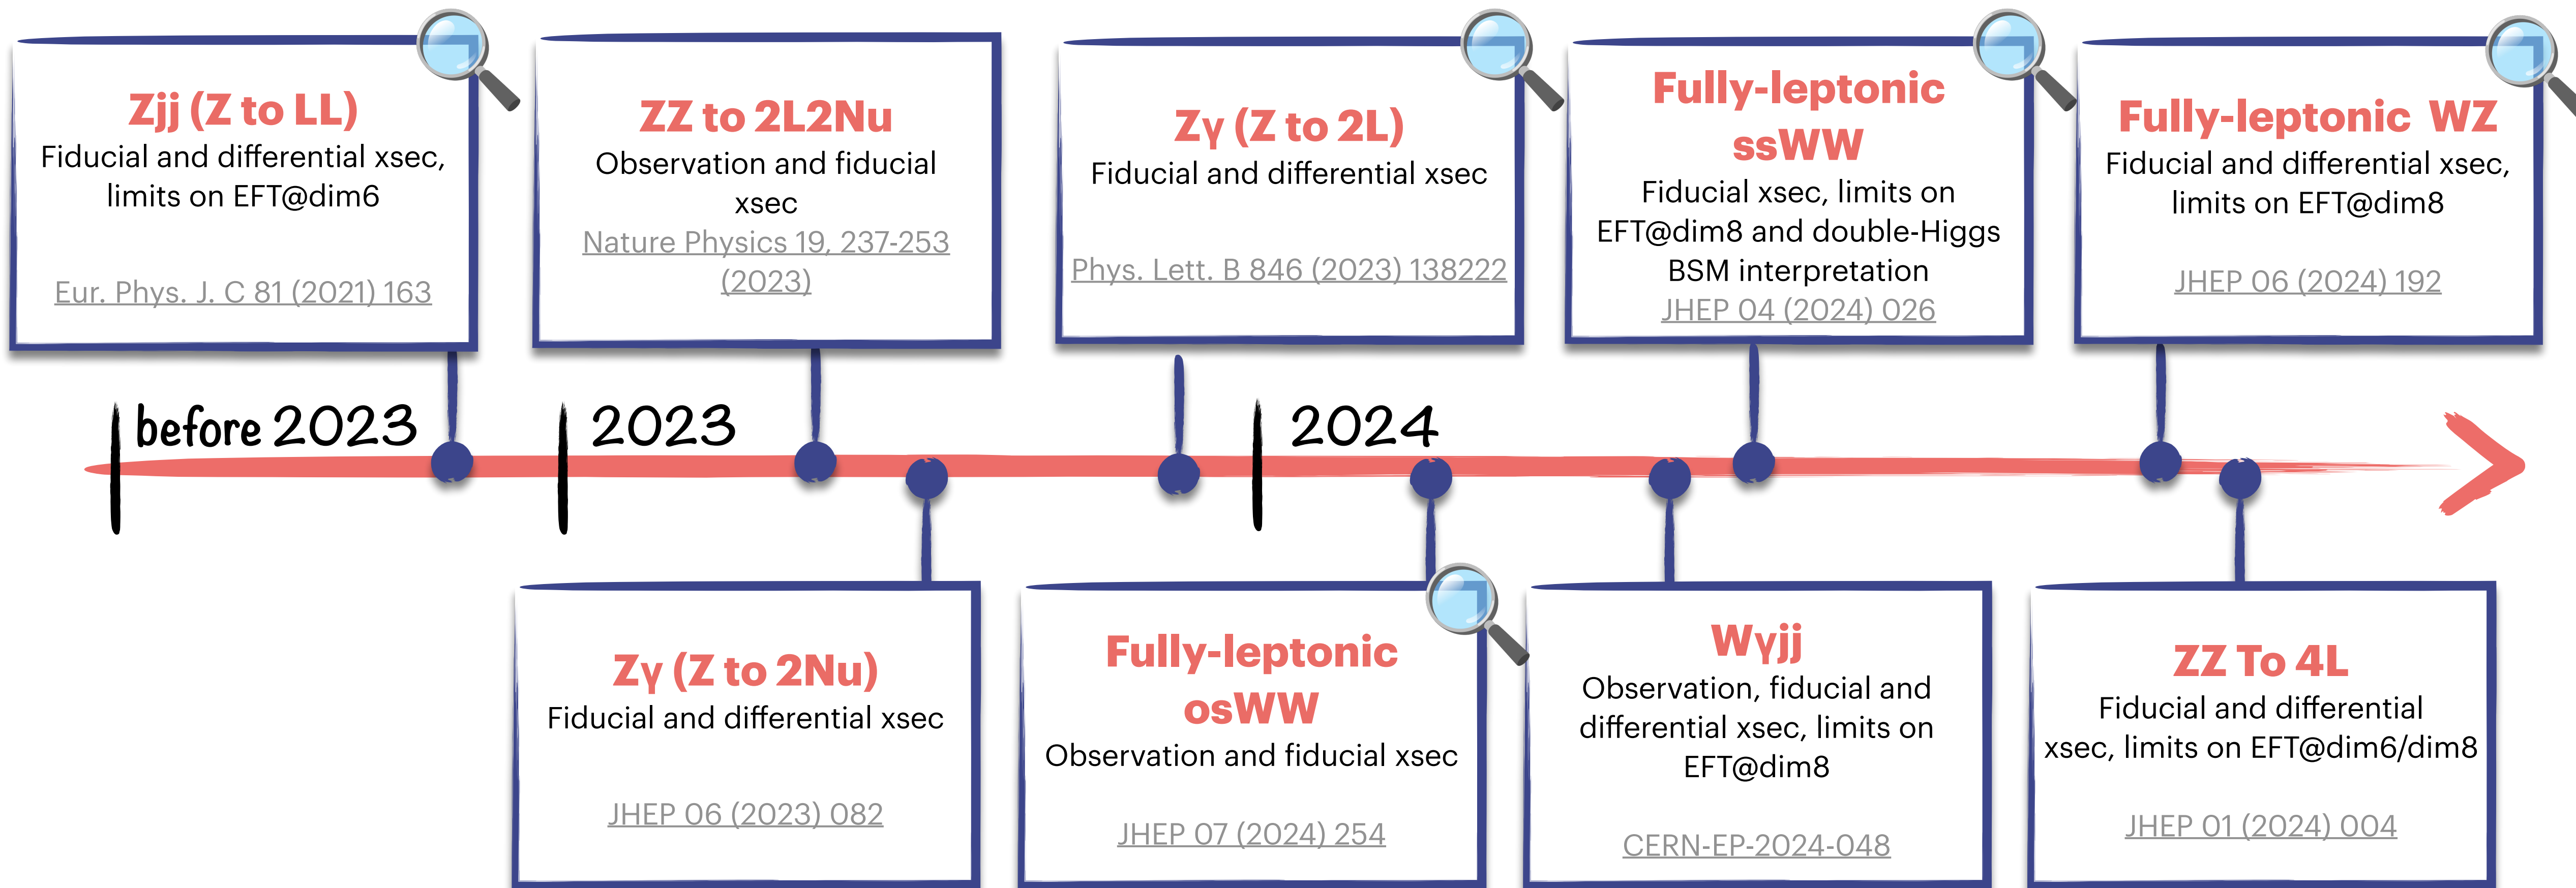 Zjj (Z to LL)
Fiducial and differential xsec,
limits on EFT@dim6
Eur. Phys. J. C 81 (2021) 163
ZZ to 2L2Nu
Observation and fiducial
xsec
Nature Physics 19, 237-253
(2023)
Zγ (Z to 2L)
Fiducial and differential xsec
Phys. Lett. B 846 (2023) 138222
Fully-leptonic
ssWW
Fiducial xsec, limits on
EFT@dim8 and double-Higgs
BSM interpretation
JHEP 04 (2024) 026
Fully-leptonic WZ
Fiducial and differential xsec,
limits on EFT@dim8
JHEP 06 (2024) 192
before 2023
2023
2024
Zγ (Z to 2Nu)
Fiducial and differential xsec
JHEP 06 (2023) 082
Fully-leptonic
osWW
Observation and fiducial xsec
JHEP 07 (2024) 254
Wγjj
Observation, fiducial and
differential xsec, limits on
EFT@dim8
CERN-EP-2024-048
ZZ To 4L
Fiducial and differential
xsec, limits on EFT@dim6/dim8
JHEP 01 (2024) 004